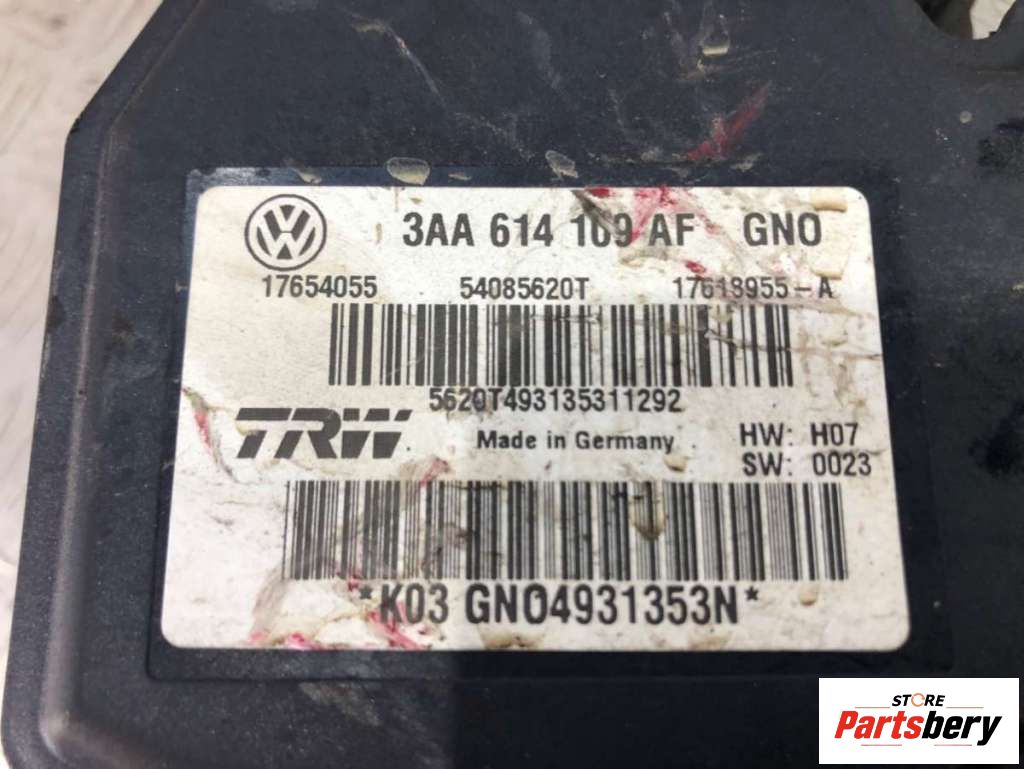 3AA 614 109 AF GNO
17654055 54085620T 17613955-A
5620T493135311292
TRW Made in Germany HW: H07
SW: 0023
*K03 GNO4931353N*
STORE
Partsbery